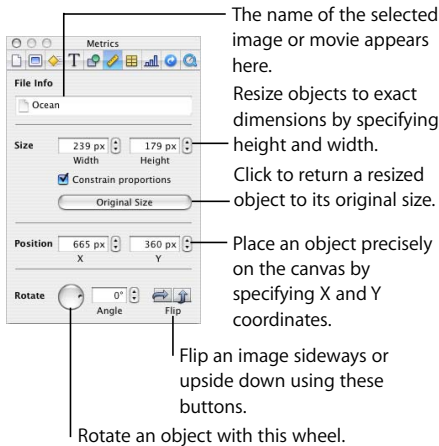 The name of the selected
image or movie appears
here.
Metrics
File Info
Ocean
Resize objects to exact
dimensions by specifying
height and width.
Size 239 px 179 px
Width Height
Constrain proportions
Click to return a resized
object to its original size.
Original Size
Position 665 px 360 px
X Y
Place an object precisely
on the canvas by
specifying X and Y
coordinates.
Rotate 0°
Angle Flip
Flip an image sideways or
upside down using these
buttons.
Rotate an object with this wheel.